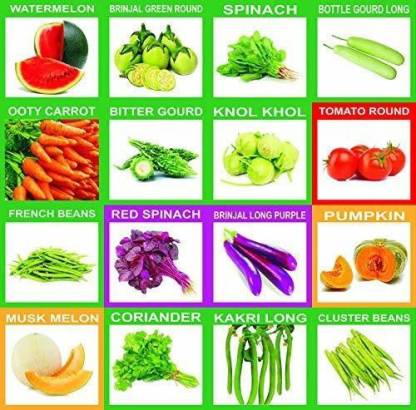 WATERMELON
BRINJAL GREEN ROUND
SPINACH
BOTTLE GOURD LONG
OOTY CARROT
BITTER GOURD
KNOL KHOL
TOMATO ROUND
FRENCH BEANS
RED SPINACH
BRINJAL LONG PURPLE
PUMPKIN
MUSK MELON
CORIANDER
KAKRI LONG
CLUSTER BEANS